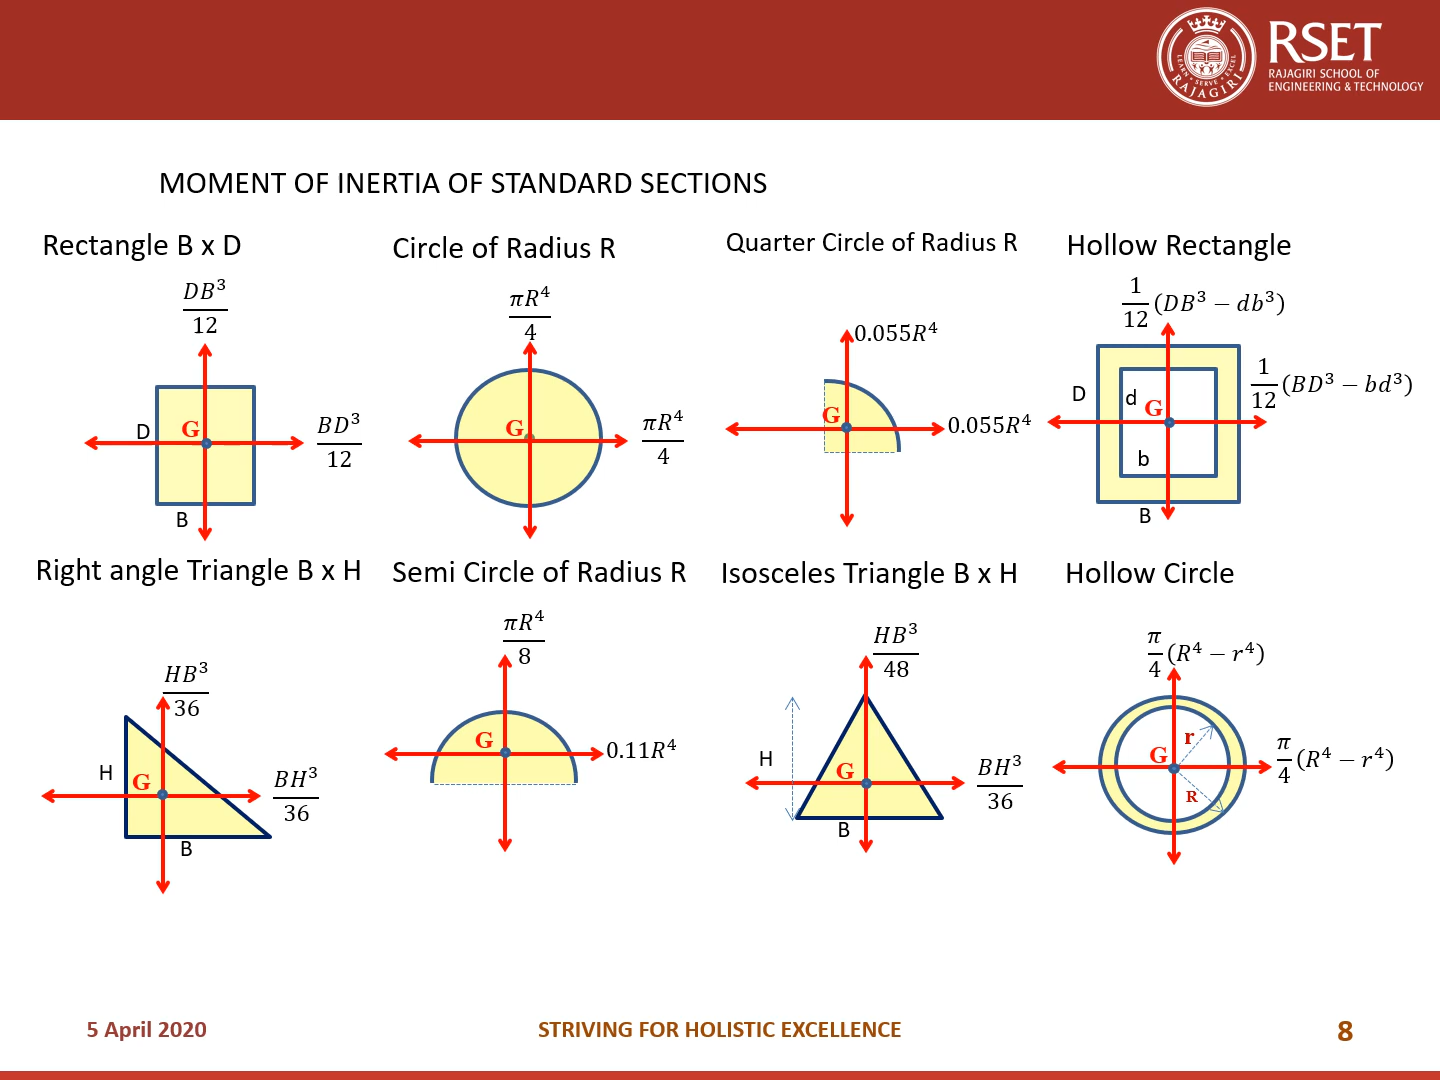 RSET
RAJAGIRI SCHOOL OF
ENGINEERING & TECHNOLOGY
LEARN • SERVE • EXCEL
RAJAGIRI
MOMENT OF INERTIA OF STANDARD SECTIONS
Rectangle B x D
DB³/12
D
G
BD³/12
B
Circle of Radius R
πR⁴/4
G
πR⁴/4
Quarter Circle of Radius R
0.055R⁴
G
0.055R⁴
Hollow Rectangle
1/12 (DB³ − db³)
1/12 (BD³ − bd³)
D
d
G
b
B
Right angle Triangle B x H
HB³/36
H
G
BH³/36
B
Semi Circle of Radius R
πR⁴/8
G
0.11R⁴
Isosceles Triangle B x H
HB³/48
H
G
BH³/36
B
Hollow Circle
π/4 (R⁴ − r⁴)
r
G
π/4 (R⁴ − r⁴)
R
5 April 2020
STRIVING FOR HOLISTIC EXCELLENCE
8